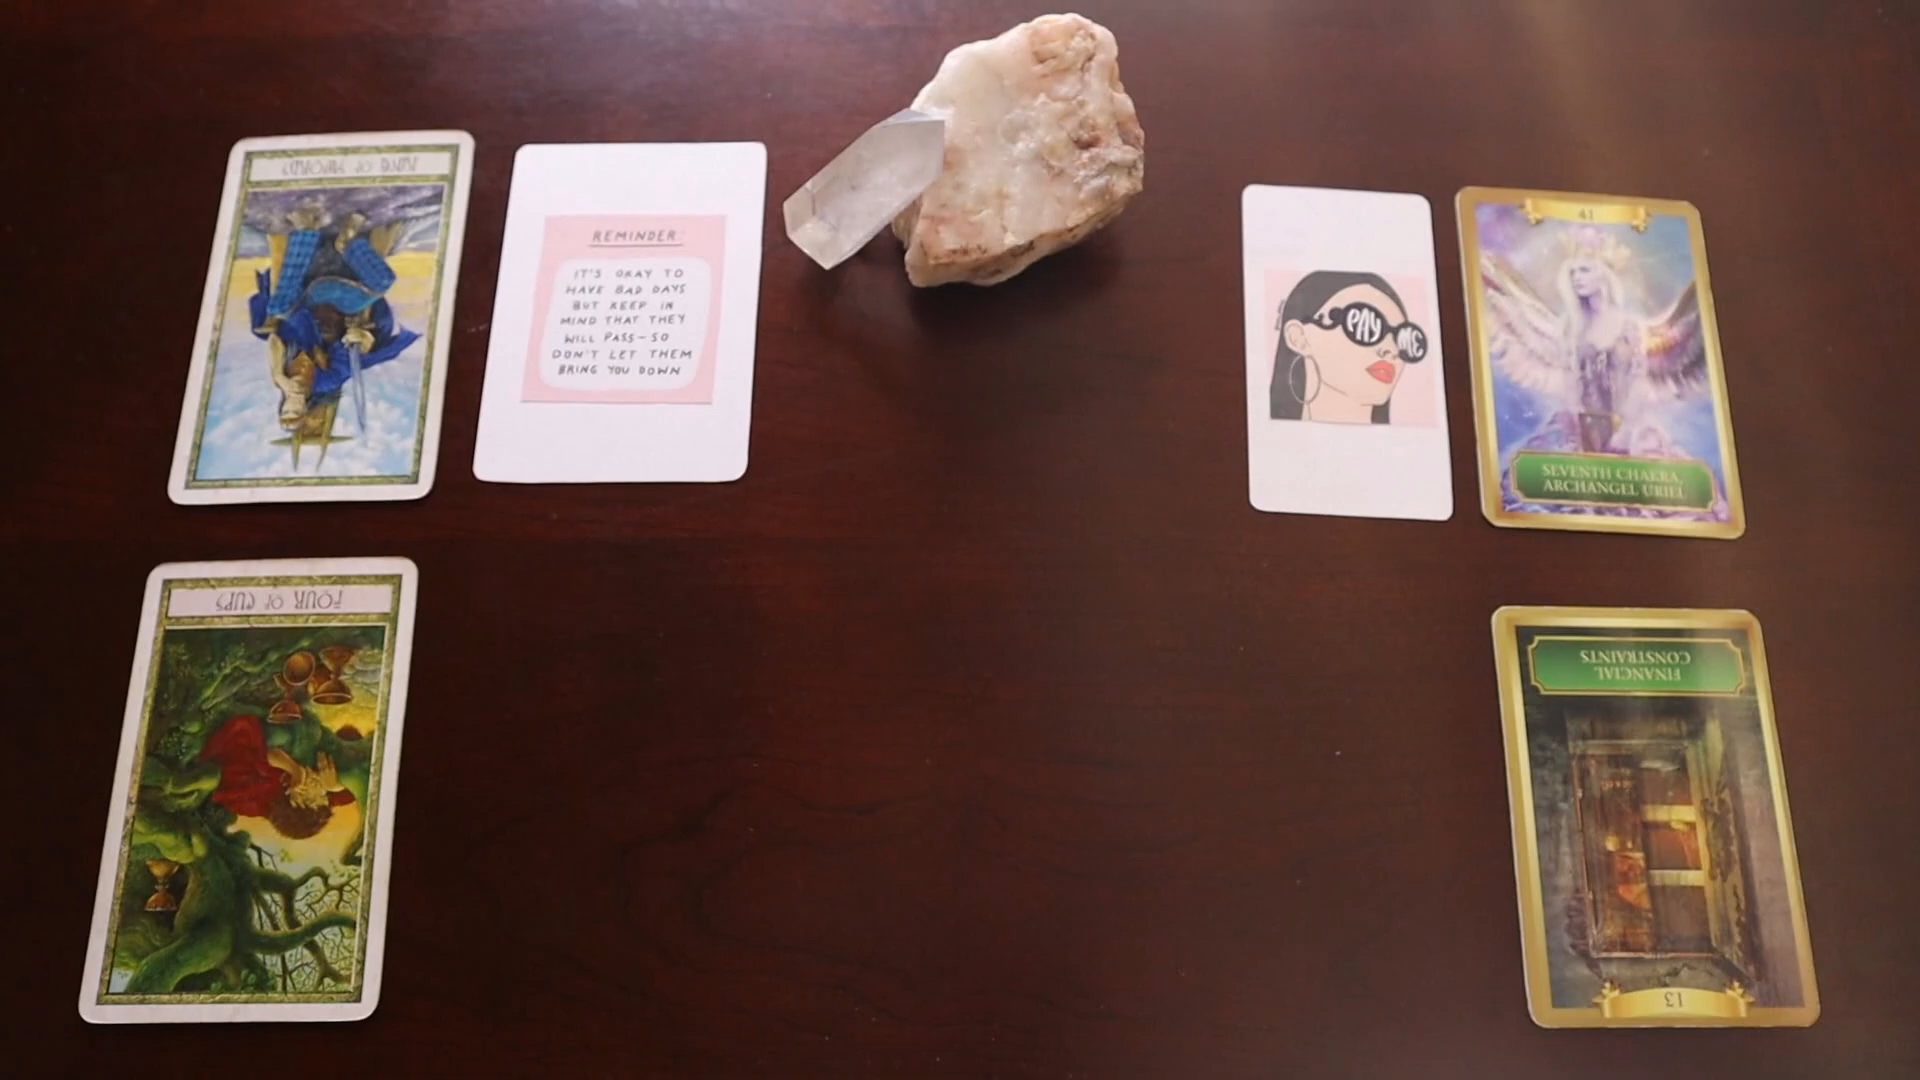 KING OF SWORDS
REMINDER:
IT'S OKAY TO
HAVE BAD DAYS
BUT KEEP IN
MIND THAT THEY
WILL PASS-SO
DON'T LET THEM
BRING YOU DOWN
PAY ME
41
SEVENTH CHAKRA,
ARCHANGEL URIEL
FOUR OF CUPS
FINANCIAL
CONSTRAINTS
13